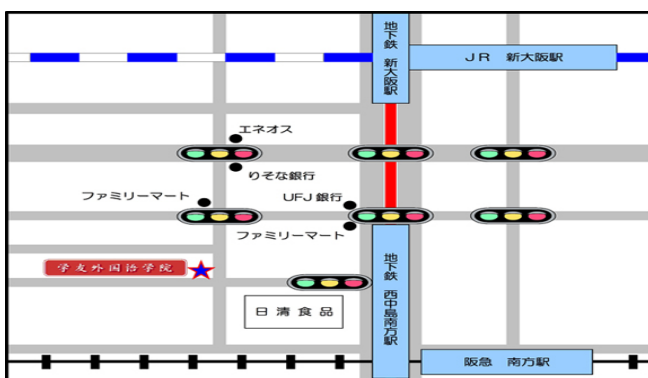 地下鉄 新大阪駅
JR 新大阪駅
エネオス
りそな銀行
ファミリーマート
UFJ銀行
ファミリーマート
学友外国语学院
地下鉄 西中島南方駅
日清食品
阪急 南方駅